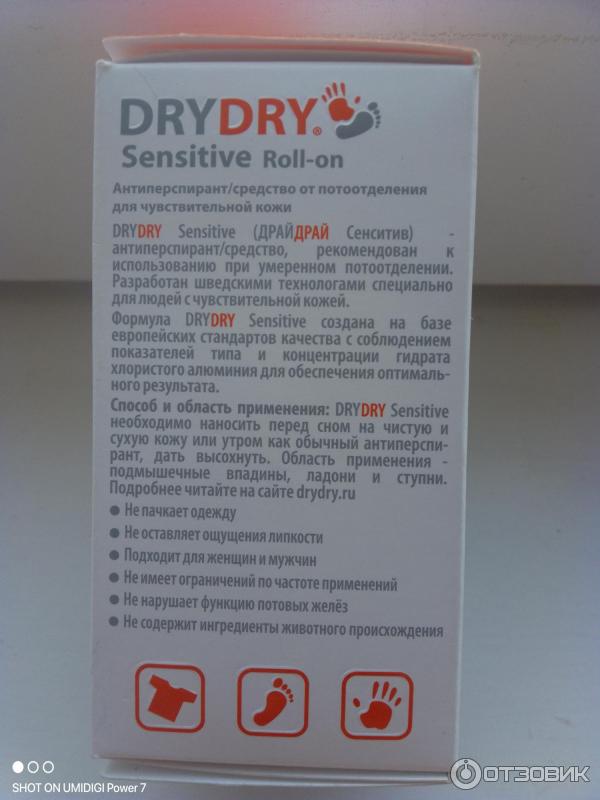 DRYDRY®
Sensitive Roll-on
Антиперспирант/средство от потоотделения
для чувствительной кожи
DRYDRY Sensitive (ДРАЙДРАЙ Сенситив) -
антиперспирант/средство, рекомендован к
использованию при умеренном потоотделении.
Разработан шведскими технологами специально
для людей с чувствительной кожей.
Формула DRYDRY Sensitive создана на базе
европейских стандартов качества с соблюдением
показателей типа и концентрации гидрата
хлористого алюминия для обеспечения оптималь-
ного результата.
Способ и область применения: DRYDRY Sensitive
необходимо наносить перед сном на чистую и
сухую кожу или утром как обычный антиперспи-
рант, дать высохнуть. Область применения -
подмышечные впадины, ладони и ступни.
Подробнее читайте на сайте drydry.ru
● Не пачкает одежду
● Не оставляет ощущения липкости
● Подходит для женщин и мужчин
● Не имеет ограничений по частоте применений
● Не нарушает функцию потовых желёз
● Не содержит ингредиенты животного происхождения
SHOT ON UMIDIGI Power 7
ОТЗОВИК